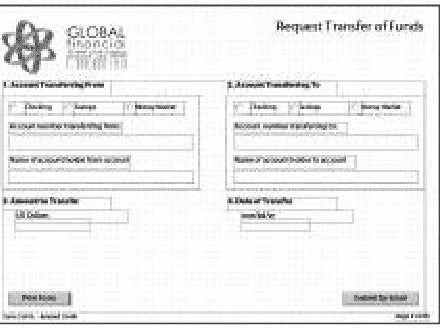 GLOBAL
financial
Request Transfer of Funds
1. Account Transferring From
Checking Savings Money Market
Account number transferring from:
Name of account holder from account
2. Account Transferring To
Checking Savings Money Market
Account number transferring to:
Name of account holder to account
3. Amount to Transfer
US Dollars
4. Date of Transfer
mm/dd/yy
Print Form
Submit by Email